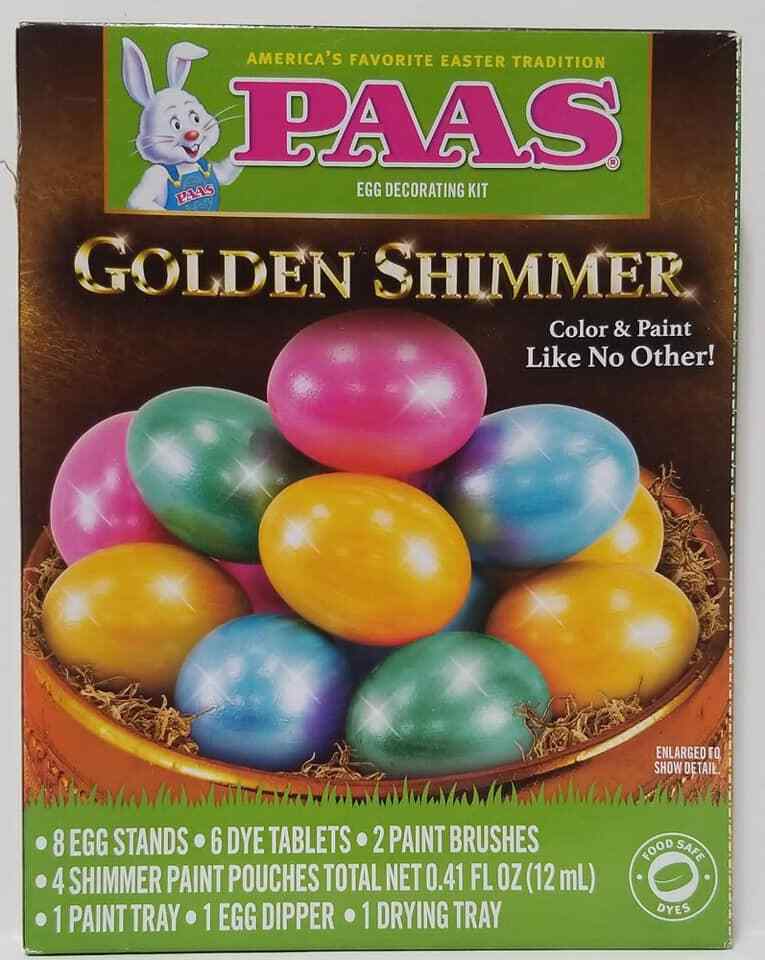 AMERICA'S FAVORITE EASTER TRADITION
PAAS®
PAAS
EGG DECORATING KIT
GOLDEN SHIMMER
Color & Paint
Like No Other!
ENLARGED TO
SHOW DETAIL.
• 8 EGG STANDS • 6 DYE TABLETS • 2 PAINT BRUSHES
• 4 SHIMMER PAINT POUCHES TOTAL NET 0.41 FL OZ (12 mL)
• 1 PAINT TRAY • 1 EGG DIPPER • 1 DRYING TRAY
• FOOD SAFE •
DYES